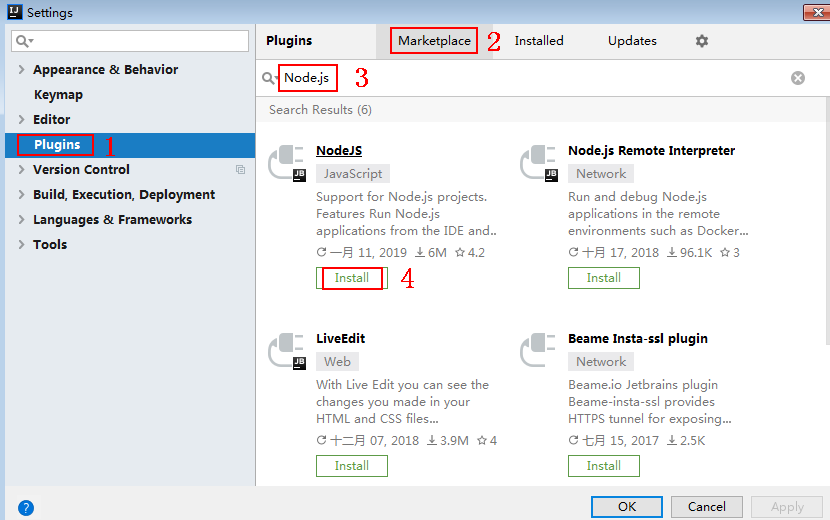 IJ Settings
Plugins
Marketplace 2
Installed
Updates
Node.js 3
Search Results (6)
Appearance & Behavior
Keymap
Editor
Plugins 1
Version Control
Build, Execution, Deployment
Languages & Frameworks
Tools
NodeJS
JB
JavaScript
Support for Node.js projects.
Features Run Node.js
applications from the IDE and..
一月 11, 2019 6M 4.2
Install 4
Node.js Remote Interpreter
JB
Network
Run and debug Node.js
applications in the remote
environments such as Docker...
十月 17, 2018 96.1K 3
Install
LiveEdit
JB
Web
With Live Edit you can see the
changes you made in your
HTML and CSS files...
十二月 07, 2018 3.9M 4
Install
Beame Insta-ssl plugin
Network
Beame.io Jetbrains plugin
Beame-insta-ssl provides
HTTPS tunnel for exposing...
七月 15, 2017 2.5K
Install
?
OK
Cancel
Apply